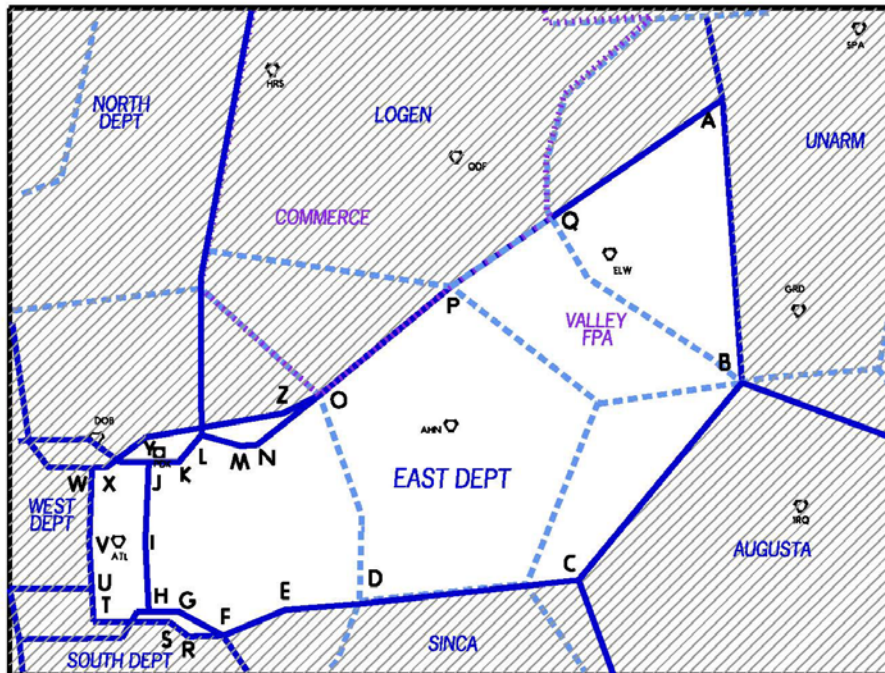 SPA
A
HRS
NORTH
DEPT
LOGEN
UNARM
ODF
COMMERCE
Q
ELW
GRD
P
VALLEY
FPA
B
Z
O
DOB
AHN
Y
L
M
N
K
W
X
J
EAST DEPT
WEST
DEPT
IRQ
V
ATL
I
AUGUSTA
C
D
U
T
H
G
E
F
S
R
SOUTH DEPT
SINCA